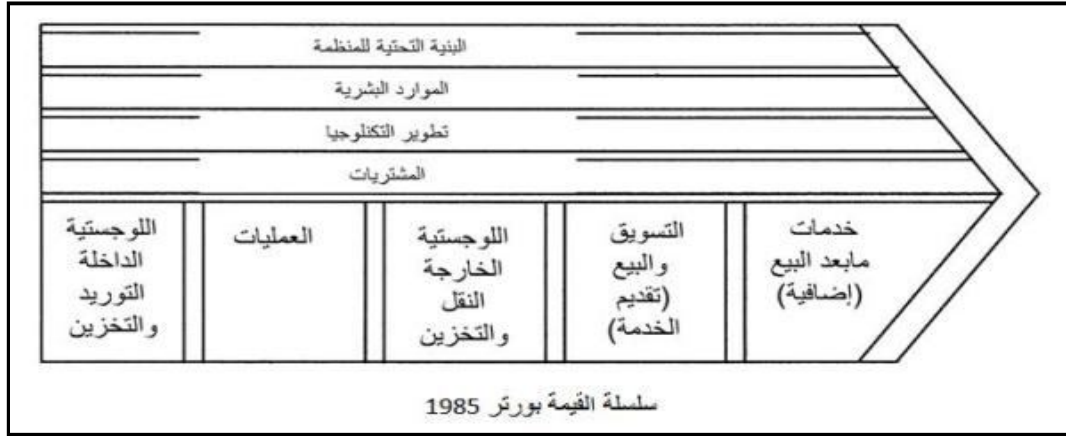 البنية التحتية للمنظمة
الموارد البشرية
تطوير التكنلوجيا
المشتريات
اللوجستية
الداخلة
التوريد
والتخزين
العمليات
اللوجستية
الخارجة
النقل
والتخزين
التسويق
والبيع
(تقديم
الخدمة)
خدمات
مابعد البيع
(إضافية)
سلسلة القيمة بورتر 1985